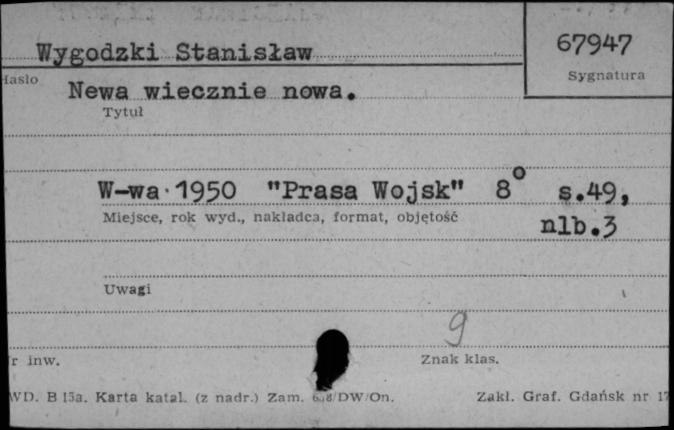 Wygodzki Stanisław
67947
Hasło
Sygnatura
Newa wiecznie nowa.
Tytuł
W-wa 1950 "Prasa Wojsk" 8° s.49,
Miejsce, rok wyd., nakładca, format, objętość
nlb.3
Uwagi
9
r inw.
Znak klas.
WD. B 13a. Karta katal. (z nadr.) Zam. DW/On.
Zakł. Graf. Gdańsk nr 17